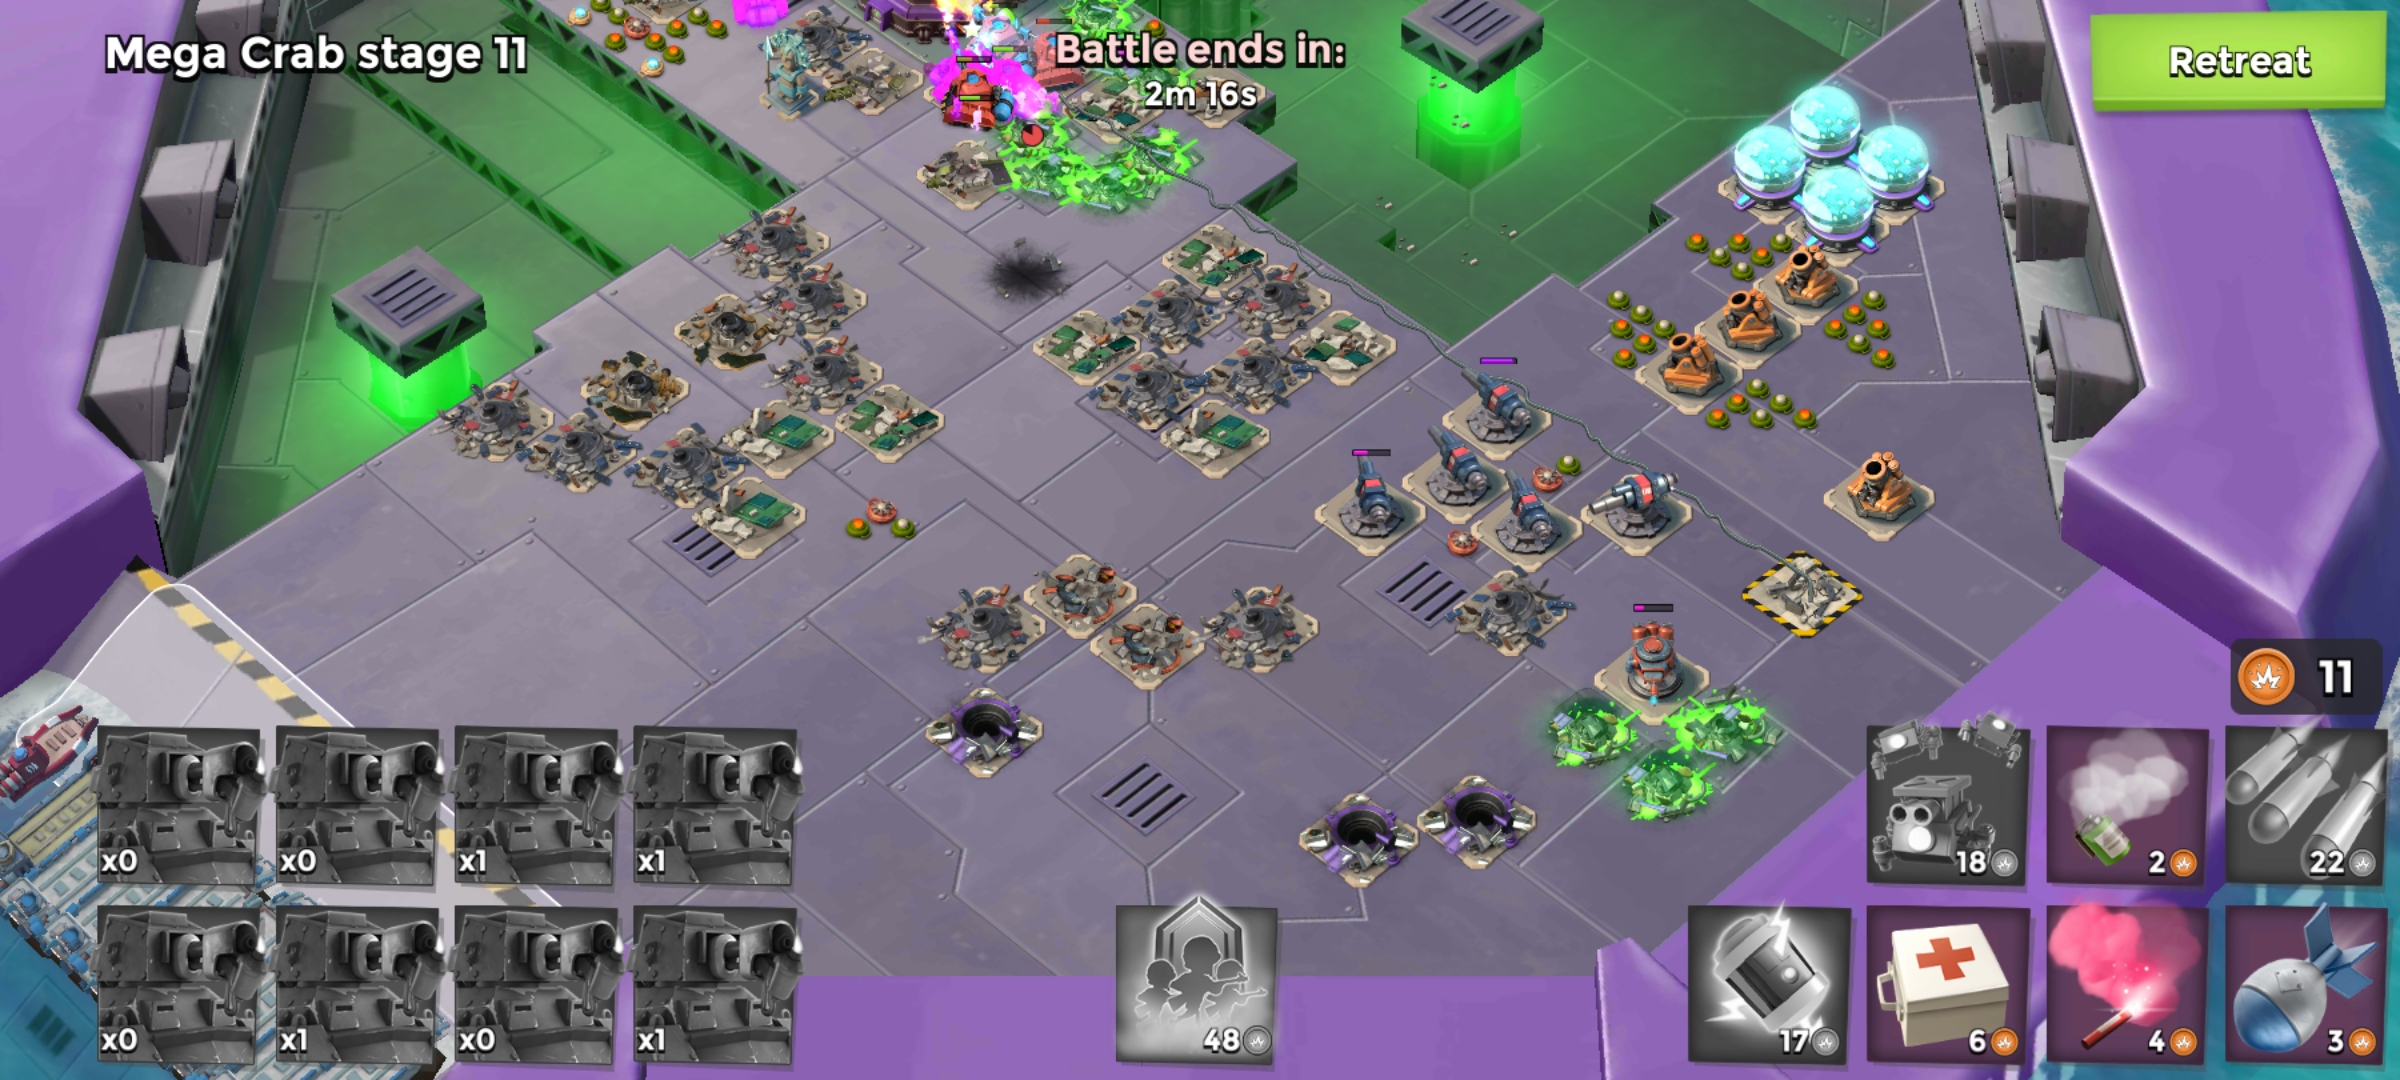 Mega Crab stage 11
Battle ends in:
2m 16s
Retreat
11
x0
x0
x1
x1
18
2
22
x0
x1
x0
x1
48
17
6
4
3